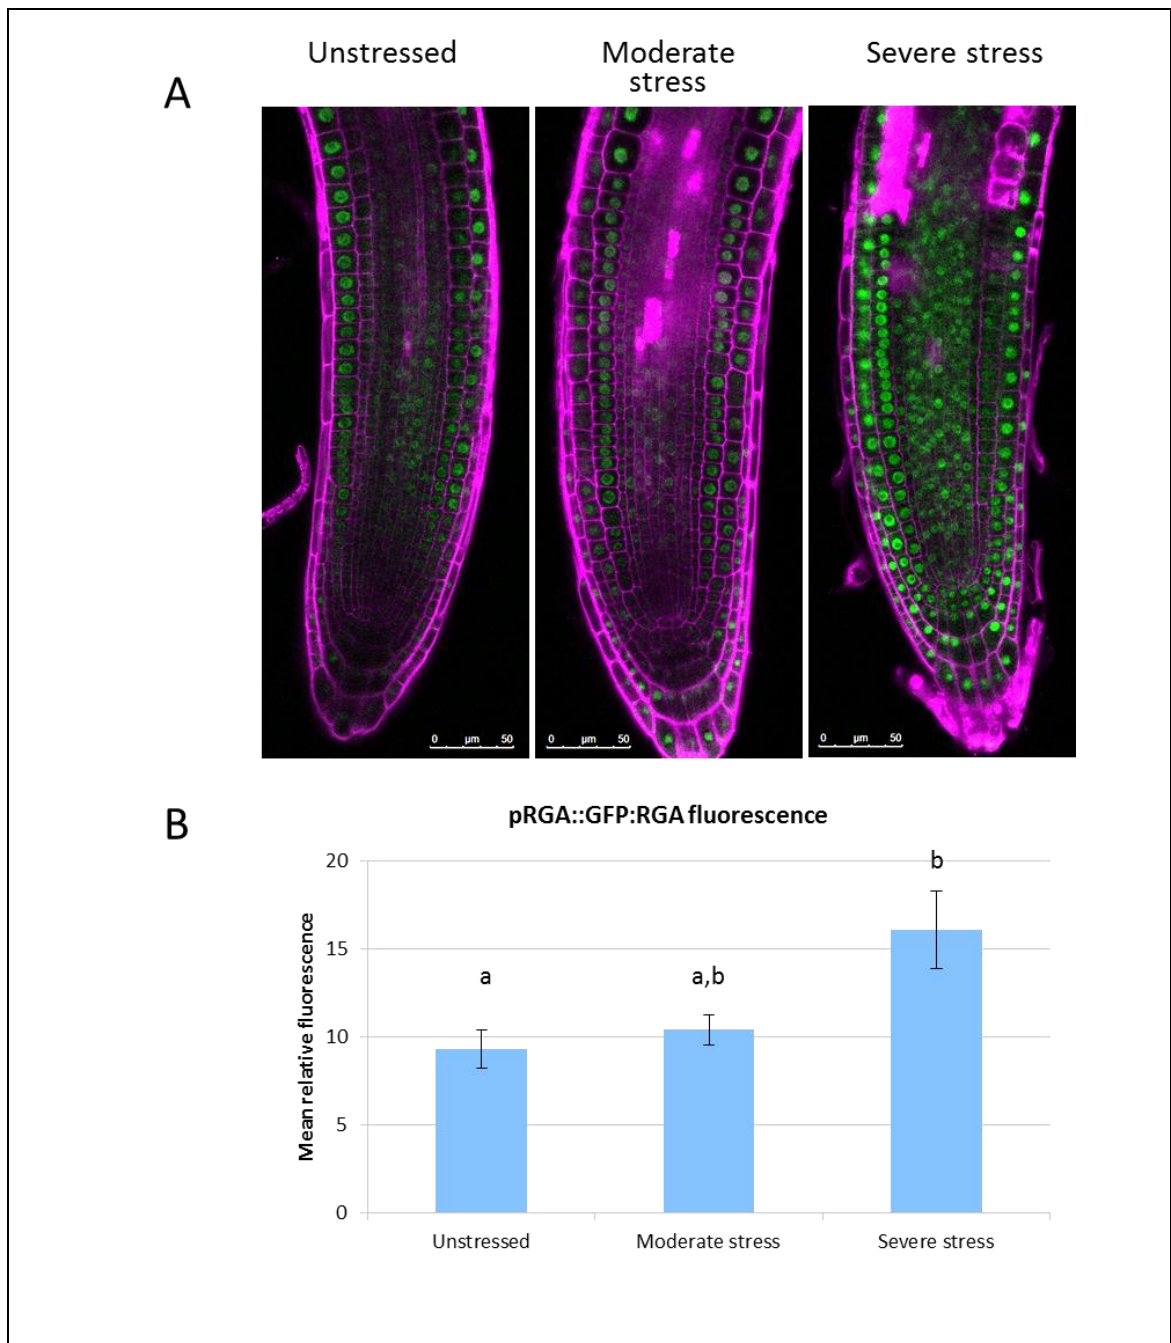 Unstressed
Moderate
stress
Severe stress
A
0 µm 50
0 µm 50
0 µm 50
B
pRGA::GFP:RGA fluorescence
Mean relative fluorescence
20
15
10
5
0
a
a,b
b
Unstressed
Moderate stress
Severe stress